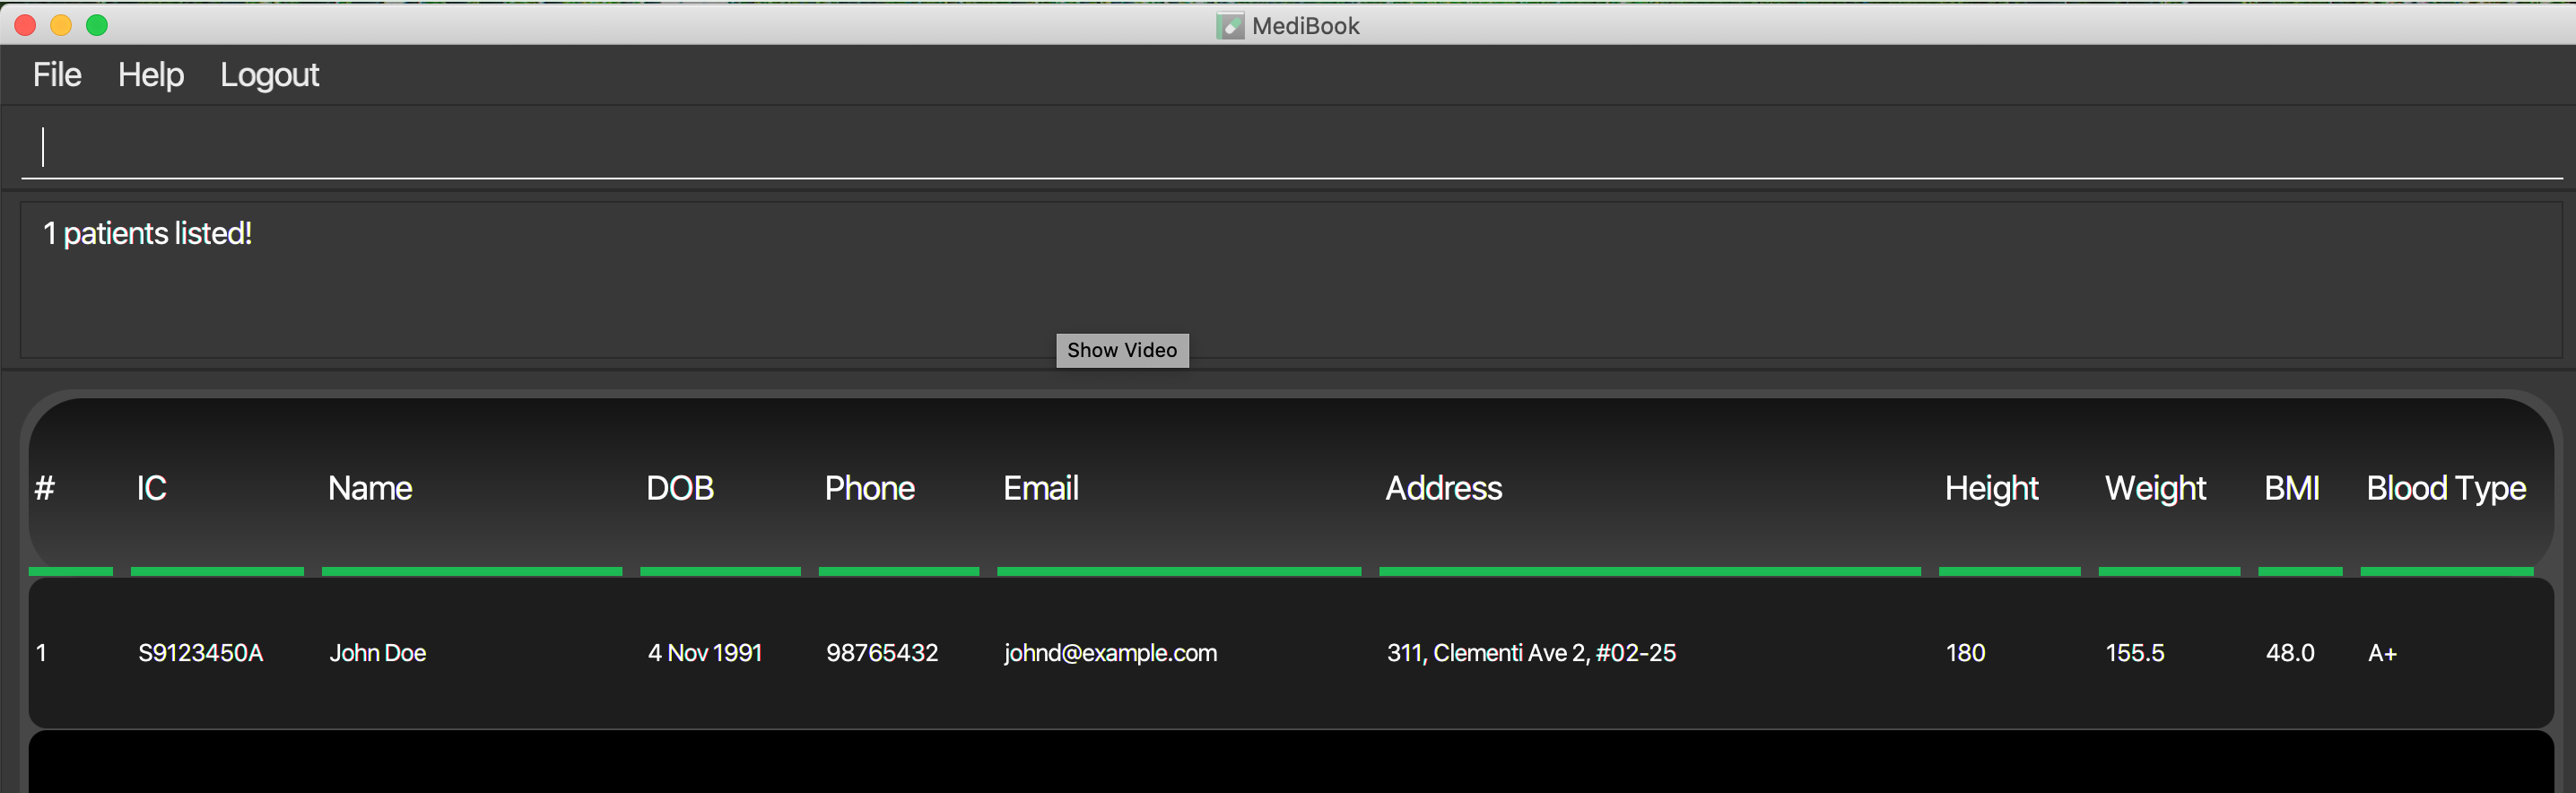 MediBook
File Help Logout
1 patients listed!
Show Video
# IC Name DOB Phone Email Address Height Weight BMI Blood Type
1 S9123450A John Doe 4 Nov 1991 98765432 johnd@example.com 311, Clementi Ave 2, #02-25 180 155.5 48.0 A+